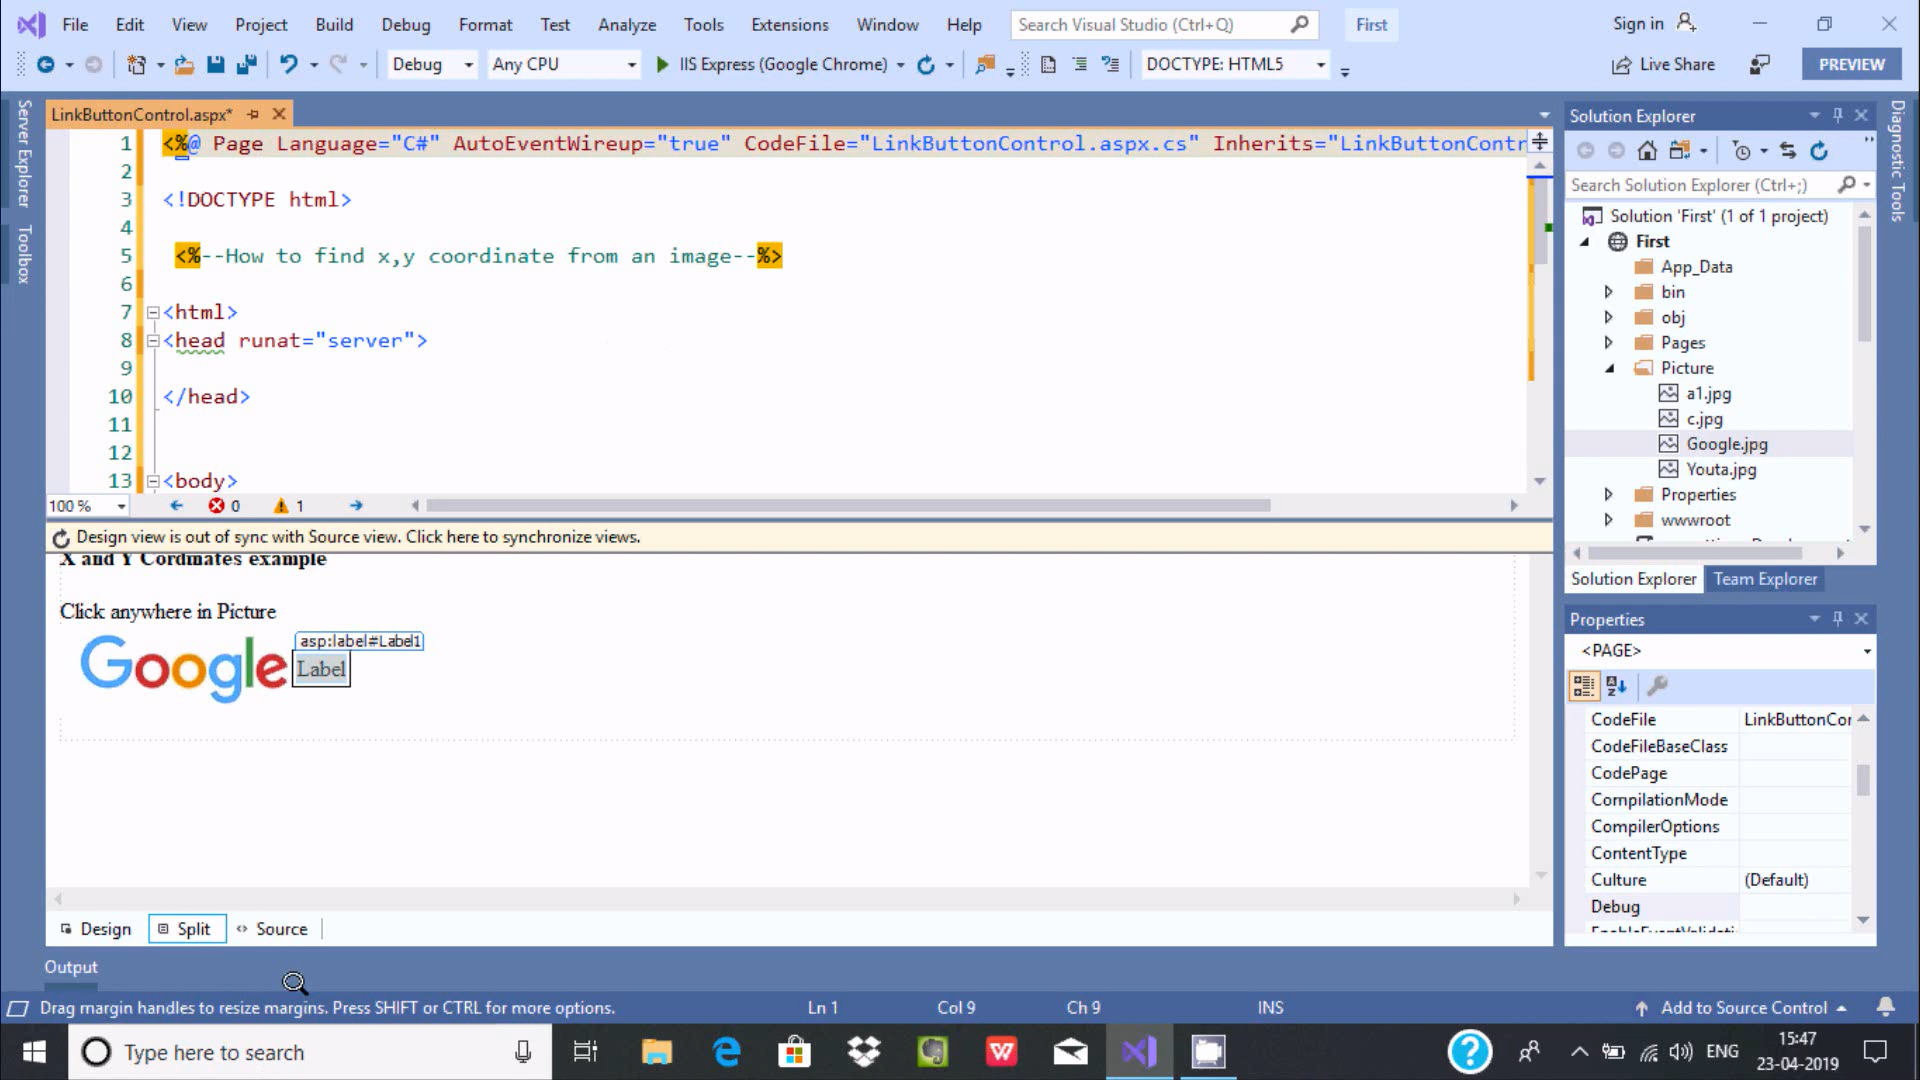 File Edit View Project Build Debug Format Test Analyze Tools Extensions Window Help Search Visual Studio (Ctrl+Q) First Sign in
Debug Any CPU IIS Express (Google Chrome) DOCTYPE: HTML5 Live Share PREVIEW
Server Explorer
Toolbox
LinkButtonControl.aspx*
1 <%@ Page Language="C#" AutoEventWireup="true" CodeFile="LinkButtonControl.aspx.cs" Inherits="LinkButtonContr
2
3 <!DOCTYPE html>
4
5 <%--How to find x,y coordinate from an image--%>
6
7 <html>
8 <head runat="server">
9
10 </head>
11
12
13 <body>
100 % 0 1
Design view is out of sync with Source view. Click here to synchronize views.
X and Y Cordinates example
Click anywhere in Picture
asp:label#Label1
Google Label
Design Split Source
Output
Solution Explorer
Search Solution Explorer (Ctrl+;)
Solution 'First' (1 of 1 project)
First
App_Data
bin
obj
Pages
Picture
a1.jpg
c.jpg
Google.jpg
Youta.jpg
Properties
wwwroot
Solution Explorer Team Explorer
Properties
<PAGE>
CodeFile LinkButtonCor
CodeFileBaseClass
CodePage
CompilationMode
CompilerOptions
ContentType
Culture (Default)
Debug
Diagnostic Tools
Drag margin handles to resize margins. Press SHIFT or CTRL for more options. Ln 1 Col 9 Ch 9 INS Add to Source Control
Type here to search ENG 15:47
23-04-2019